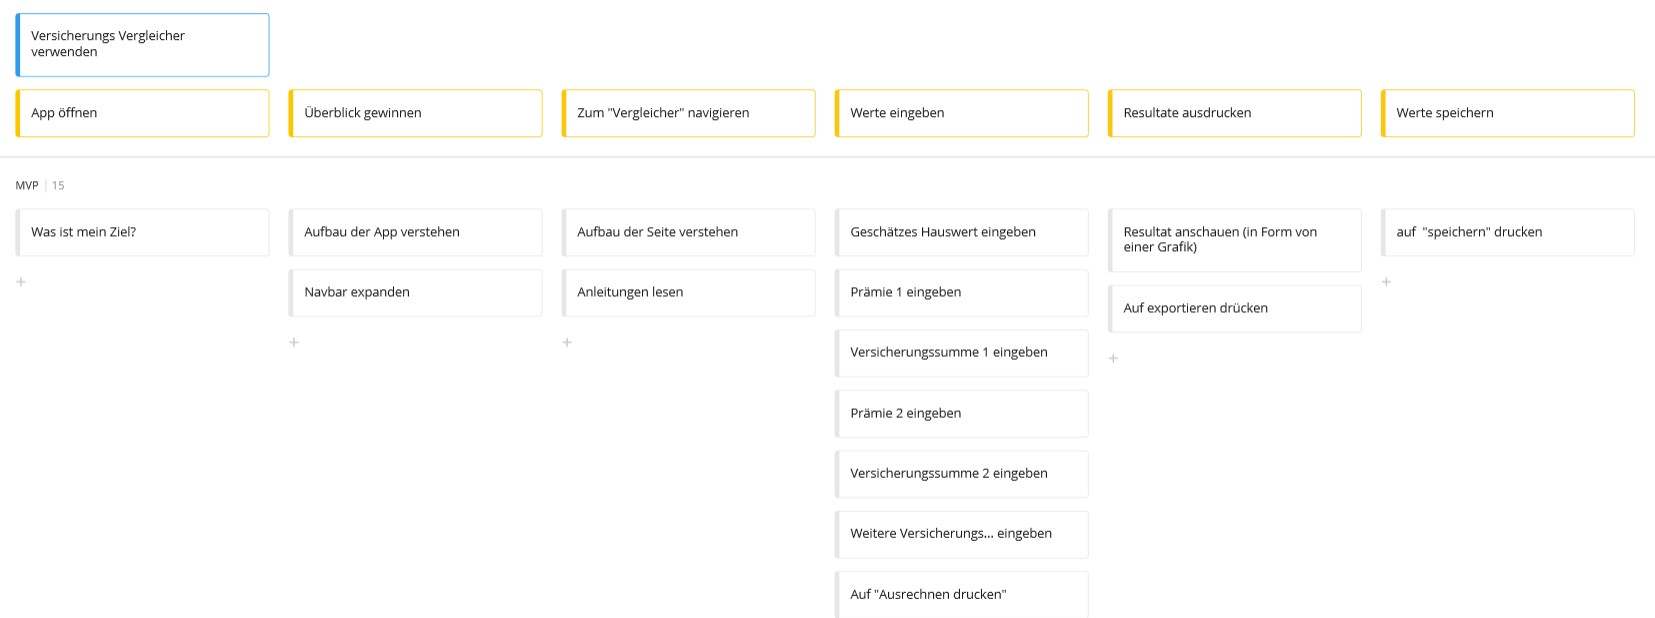 Versicherungs Vergleicher
verwenden
App öffnen
Überblick gewinnen
Zum "Vergleicher" navigieren
Werte eingeben
Resultate ausdrucken
Werte speichern
MVP | 15
Was ist mein Ziel?
Aufbau der App verstehen
Aufbau der Seite verstehen
Geschätzes Hauswert eingeben
Resultat anschauen (in Form von
einer Grafik)
auf "speichern" drucken
Navbar expanden
Anleitungen lesen
Prämie 1 eingeben
Auf exportieren drücken
Versicherungssumme 1 eingeben
Prämie 2 eingeben
Versicherungssumme 2 eingeben
Weitere Versicherungs... eingeben
Auf "Ausrechnen drucken"